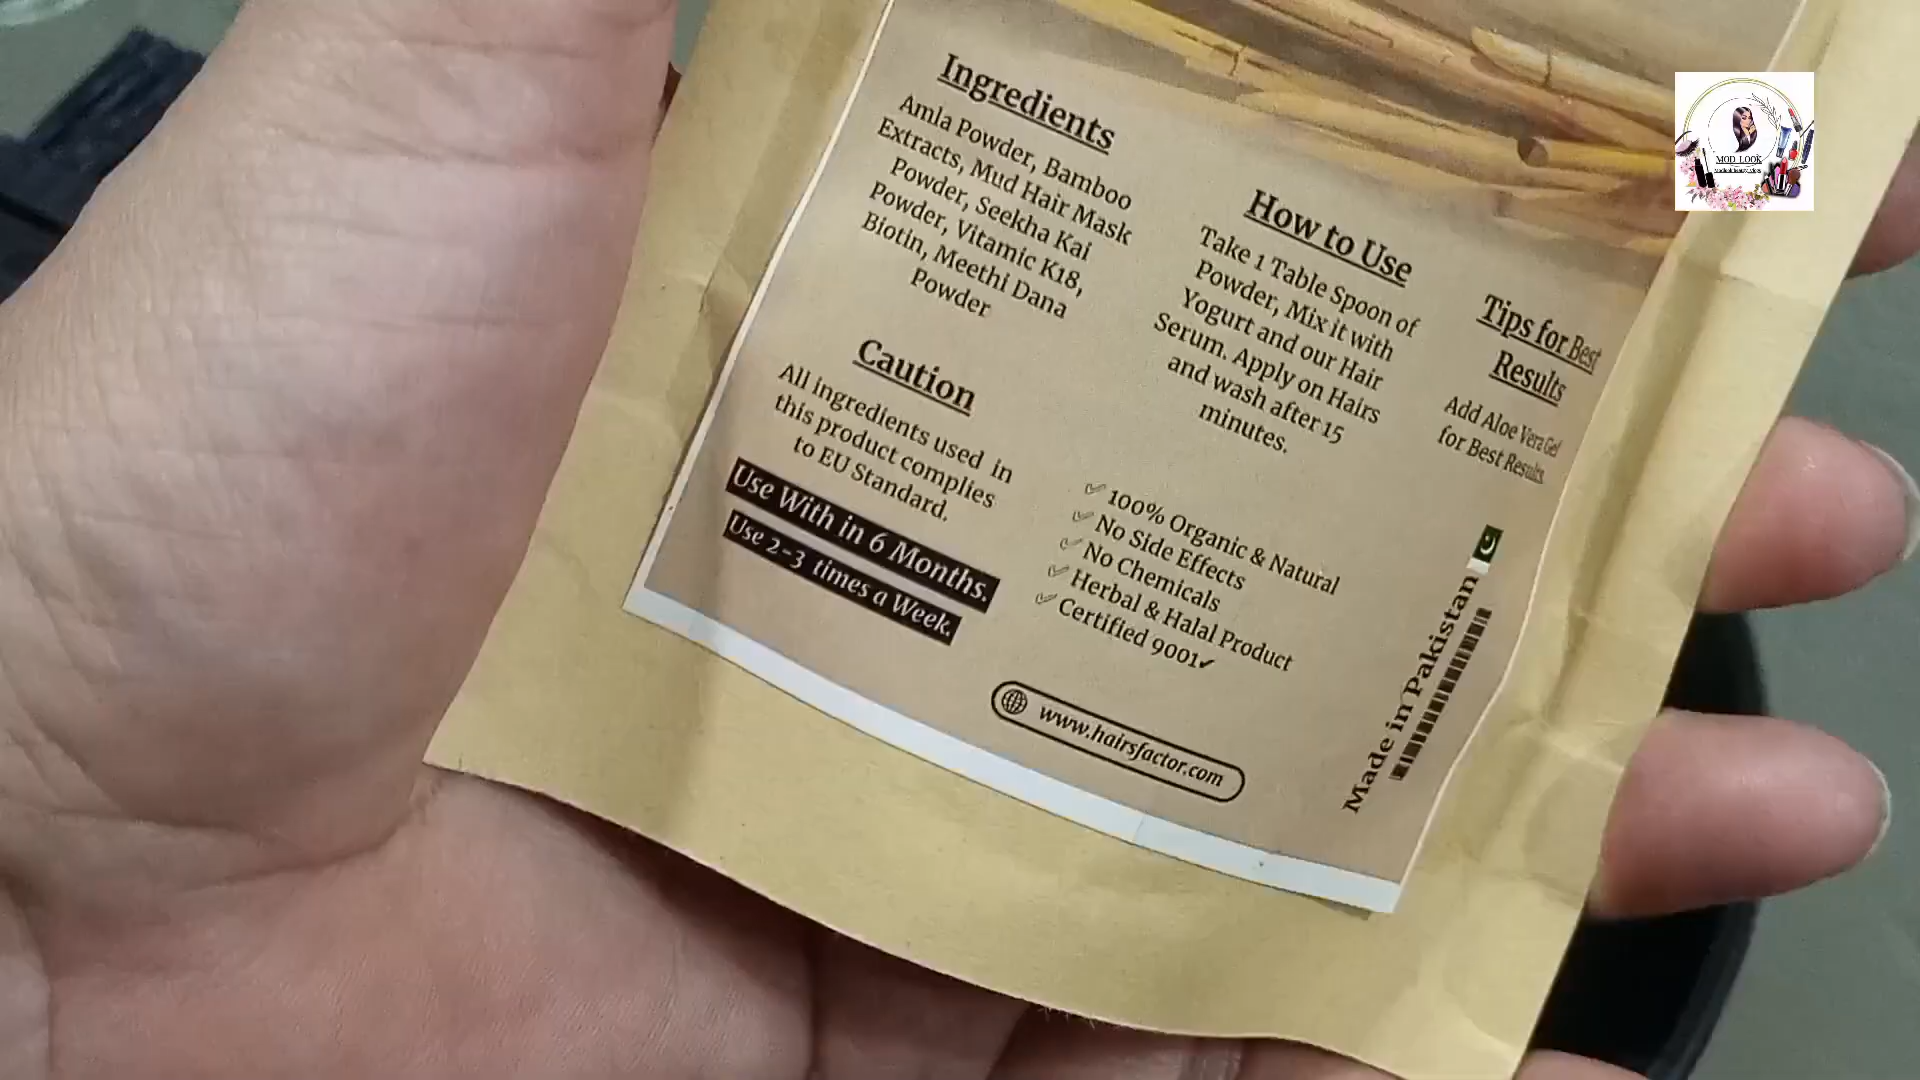 Ingredients
Amla Powder, Bamboo
Extracts, Mud Hair Mask
Powder, Seekha Kai
Powder, Vitamic K18,
Biotin, Meethi Dana
Powder
Caution
All ingredients used in
this product complies
to EU Standard.
Use With in 6 Months.
Use 2-3 times a Week.
How to Use
Take 1 Table Spoon of
Powder, Mix it with
Yogurt and our Hair
Serum. Apply on Hairs
and wash after 15
minutes.
Tips for Best
Results
Add Aloe Vera Gel
for Best Results
100% Organic & Natural
No Side Effects
No Chemicals
Herbal & Halal Product
Certified 9001✔
www.hairsfactor.com
Made in Pakistan
MOD LOOK